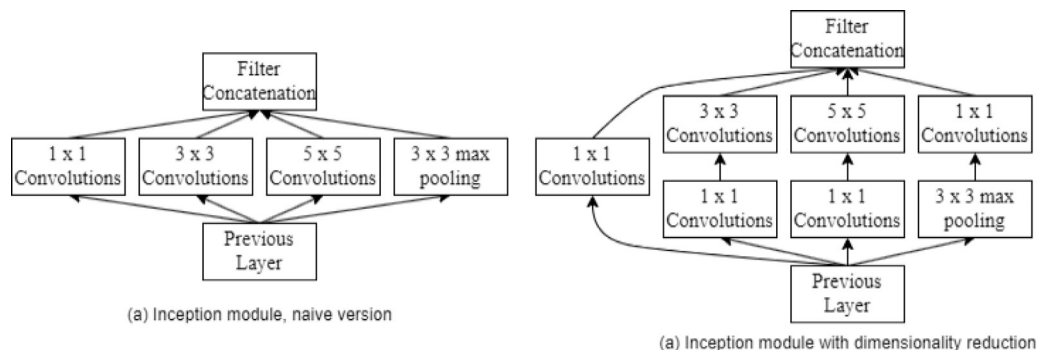 Filter
Concatenation
1 x 1
Convolutions
3 x 3
Convolutions
5 x 5
Convolutions
3 x 3 max
pooling
Previous
Layer
(a) Inception module, naive version
Filter
Concatenation
1 x 1
Convolutions
3 x 3
Convolutions
5 x 5
Convolutions
1 x 1
Convolutions
1 x 1
Convolutions
1 x 1
Convolutions
3 x 3 max
pooling
Previous
Layer
(a) Inception module with dimensionality reduction